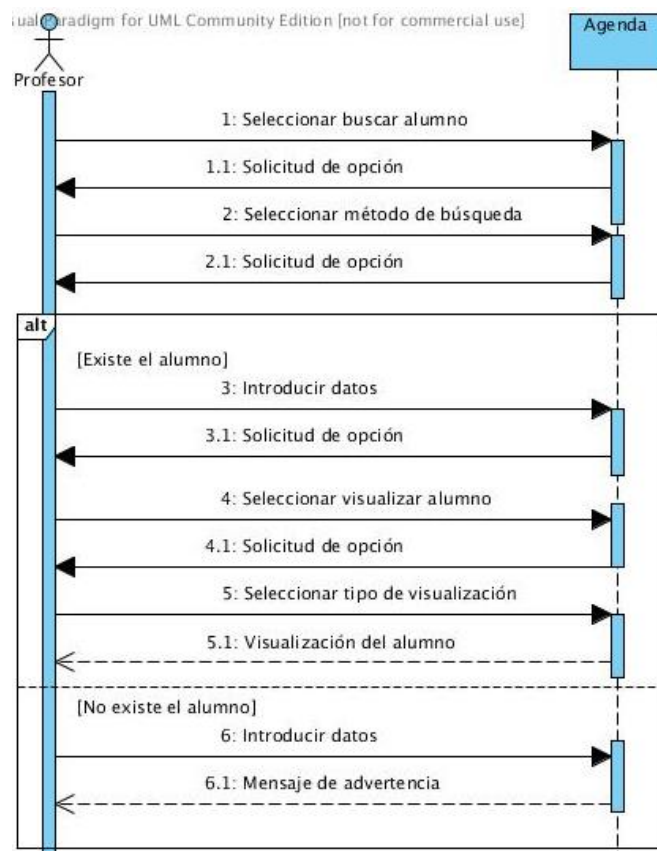 Paradigm for UML Community Edition [not for commercial use]
Agenda
Profesor
1: Seleccionar buscar alumno
1.1: Solicitud de opción
2: Seleccionar método de búsqueda
2.1: Solicitud de opción
alt
[Existe el alumno]
3: Introducir datos
3.1: Solicitud de opción
4: Seleccionar visualizar alumno
4.1: Solicitud de opción
5: Seleccionar tipo de visualización
5.1: Visualización del alumno
[No existe el alumno]
6: Introducir datos
6.1: Mensaje de advertencia